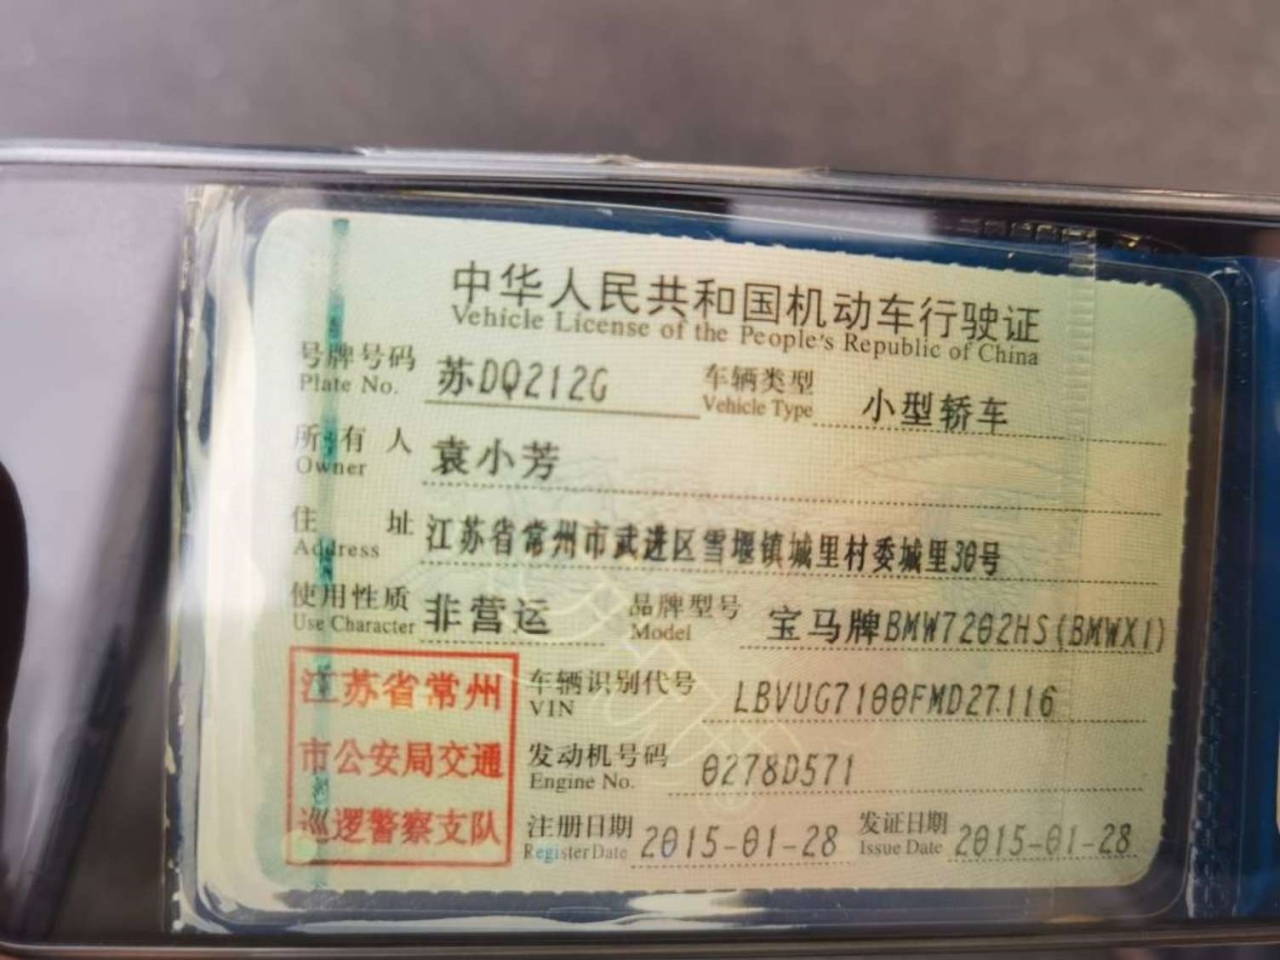 中华人民共和国机动车行驶证
Vehicle License of the People's Republic of China
号牌号码 苏DQ212G 车辆类型 小型轿车
Plate No. Vehicle Type
所有人 袁小芳
Owner
住址 江苏省常州市武进区雪堰镇城里村委城里30号
Address
使用性质 非营运 品牌型号 宝马牌BMW7202HS(BMWX1)
Use Character Model
江苏省常州
市公安局交通
巡逻警察支队
车辆识别代号 LBVUG7100FMD27116
VIN
发动机号码 0278D571
Engine No.
注册日期 2015-01-28 发证日期 2015-01-28
Register Date Issue Date